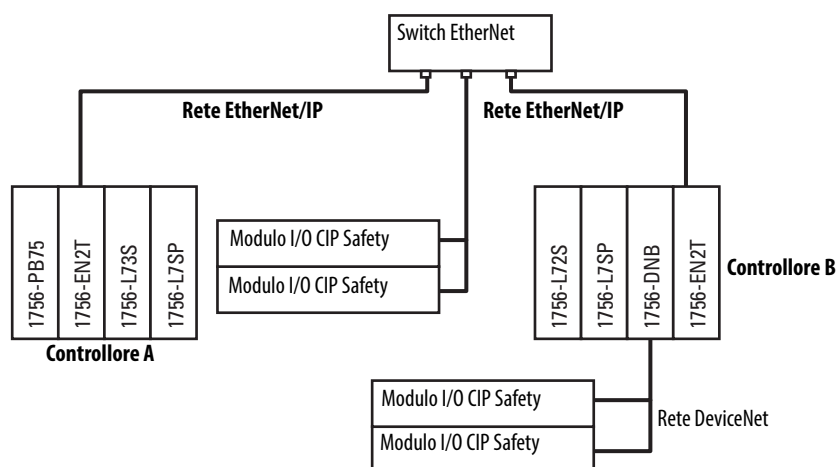 Switch EtherNet
Rete EtherNet/IP
Rete EtherNet/IP
1756-PB75
1756-EN2T
1756-L73S
1756-L7SP
Controllore A
Modulo I/O CIP Safety
Modulo I/O CIP Safety
1756-L72S
1756-L7SP
1756-DNB
1756-EN2T
Controllore B
Modulo I/O CIP Safety
Modulo I/O CIP Safety
Rete DeviceNet